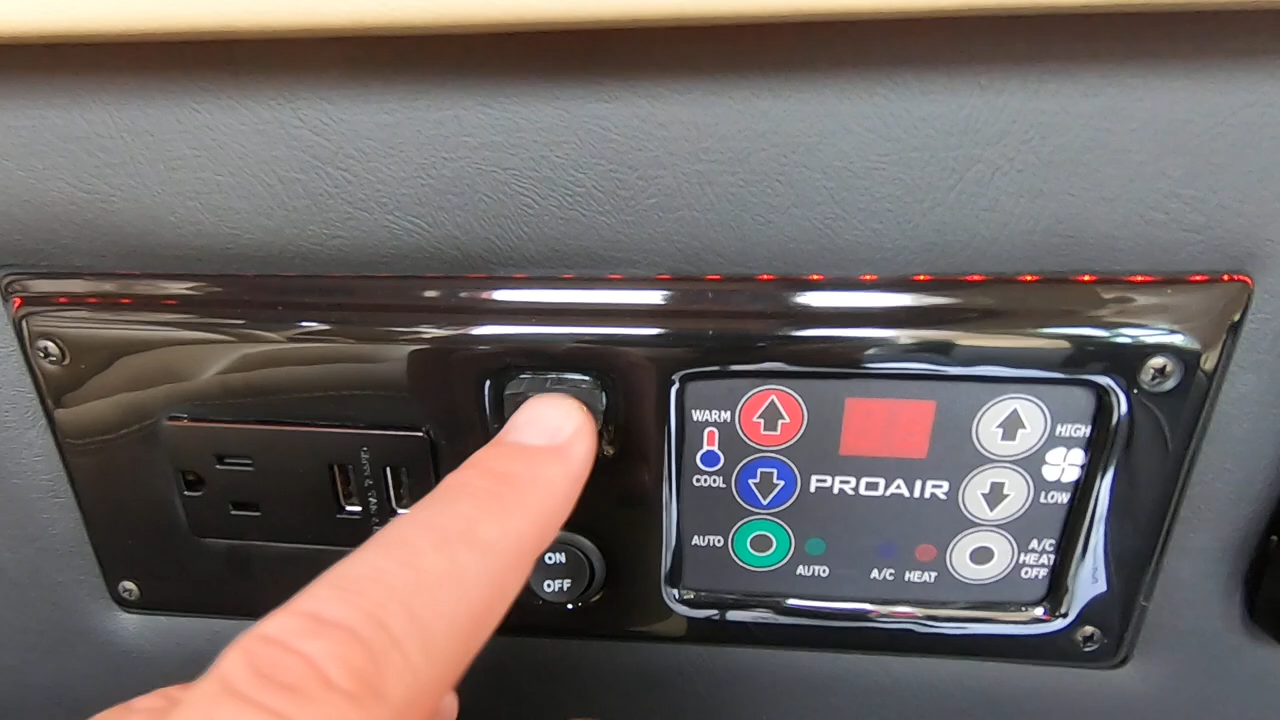 WARM
COOL
AUTO
PROAIR
AUTO
A/C HEAT
HIGH
LOW
A/C
HEAT
OFF
ON
OFF